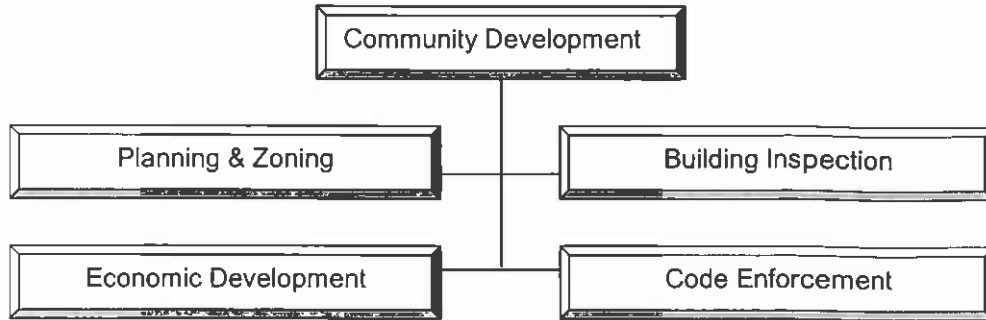 Community Development
Planning & Zoning
Building Inspection
Economic Development
Code Enforcement